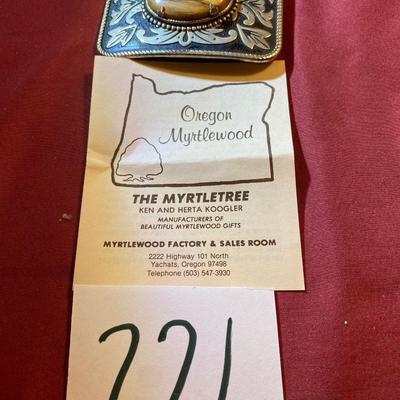 Oregon
Myrtlewood
THE MYRTLETREE
KEN AND HERTA KOOGLER
MANUFACTURERS OF
BEAUTIFUL MYRTLEWOOD GIFTS
MYRTLEWOOD FACTORY & SALES ROOM
2222 Highway 101 North
Yachats, Oregon 97498
Telephone (503) 547-3930
221